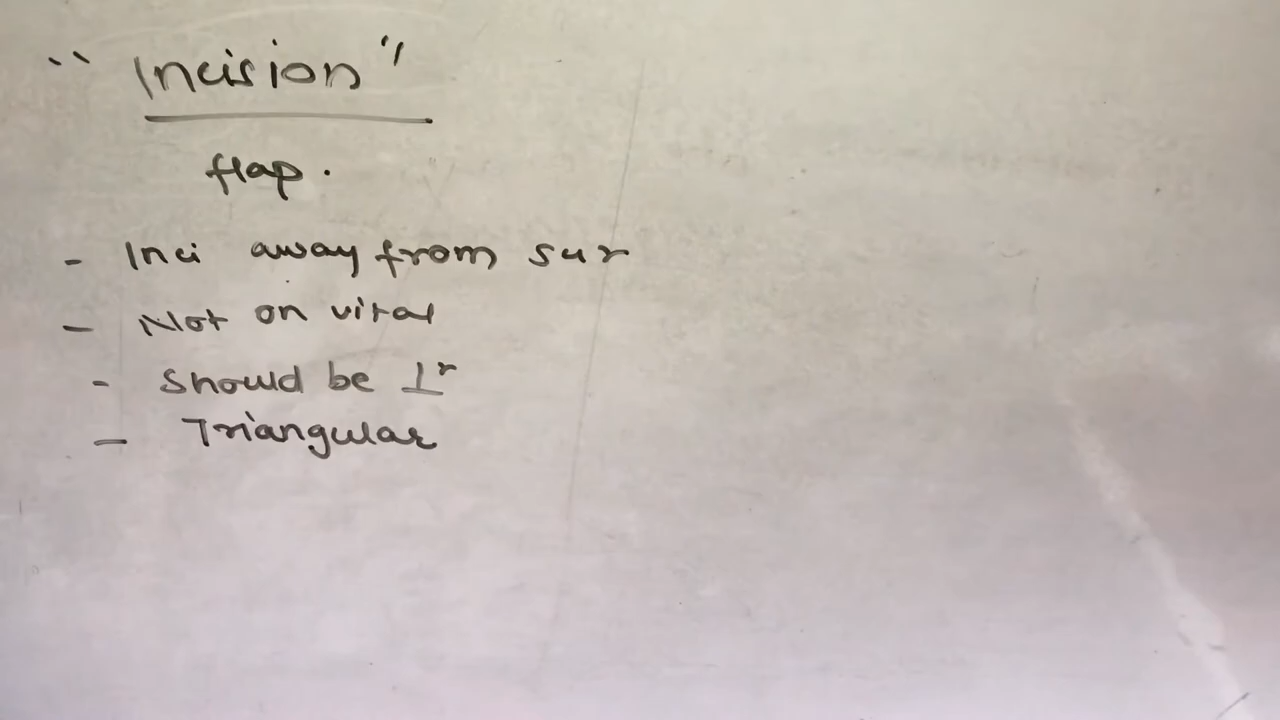 "Incision"
flap.
- Inci away from sur
- Not on vital
- Should be ⊥r
- Triangular